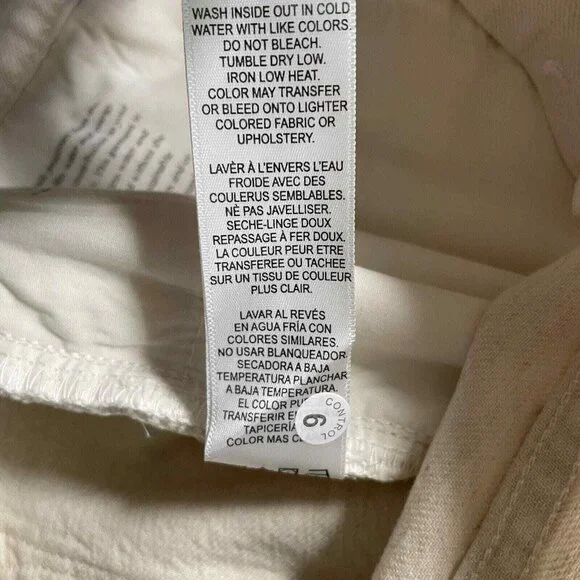 WASH INSIDE OUT IN COLD
WATER WITH LIKE COLORS.
DO NOT BLEACH.
TUMBLE DRY LOW.
IRON LOW HEAT.
COLOR MAY TRANSFER
OR BLEED ONTO LIGHTER
COLORED FABRIC OR
UPHOLSTERY.
LAVÈR À L'ENVERS L'EAU
FROIDE AVEC DES
COULERUS SEMBLABLES.
NÈ PAS JAVELLISER.
SECHE-LINGE DOUX
REPASSAGE À FER DOUX.
LA COULEUR PEUR ETRE
TRANSFEREE OU TACHEE
SUR UN TISSU DE COULEUR
PLUS CLAIR.
LAVAR AL REVÉS
EN AGUA FRÍA CON
COLORES SIMILARES.
NO USAR BLANQUEADOR.
SECADORA A BAJA
TEMPERATURA PLANCHAR
A BAJA TEMPERATURA.
EL COLOR
TRANSFERIR
TAPICERÍA
COLOR MAS
CONTROL
6